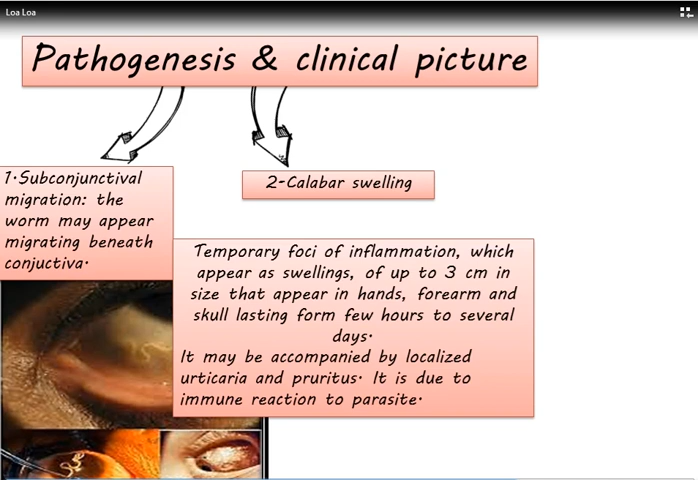 Loa Loa
Pathogenesis & clinical picture
1.Subconjunctival
migration: the
worm may appear
migrating beneath
conjuctiva.
2-Calabar swelling
Temporary foci of inflammation, which
appear as swellings, of up to 3 cm in
size that appear in hands, forearm and
skull lasting form few hours to several
days.
It may be accompanied by localized
urticaria and pruritus. It is due to
immune reaction to parasite.